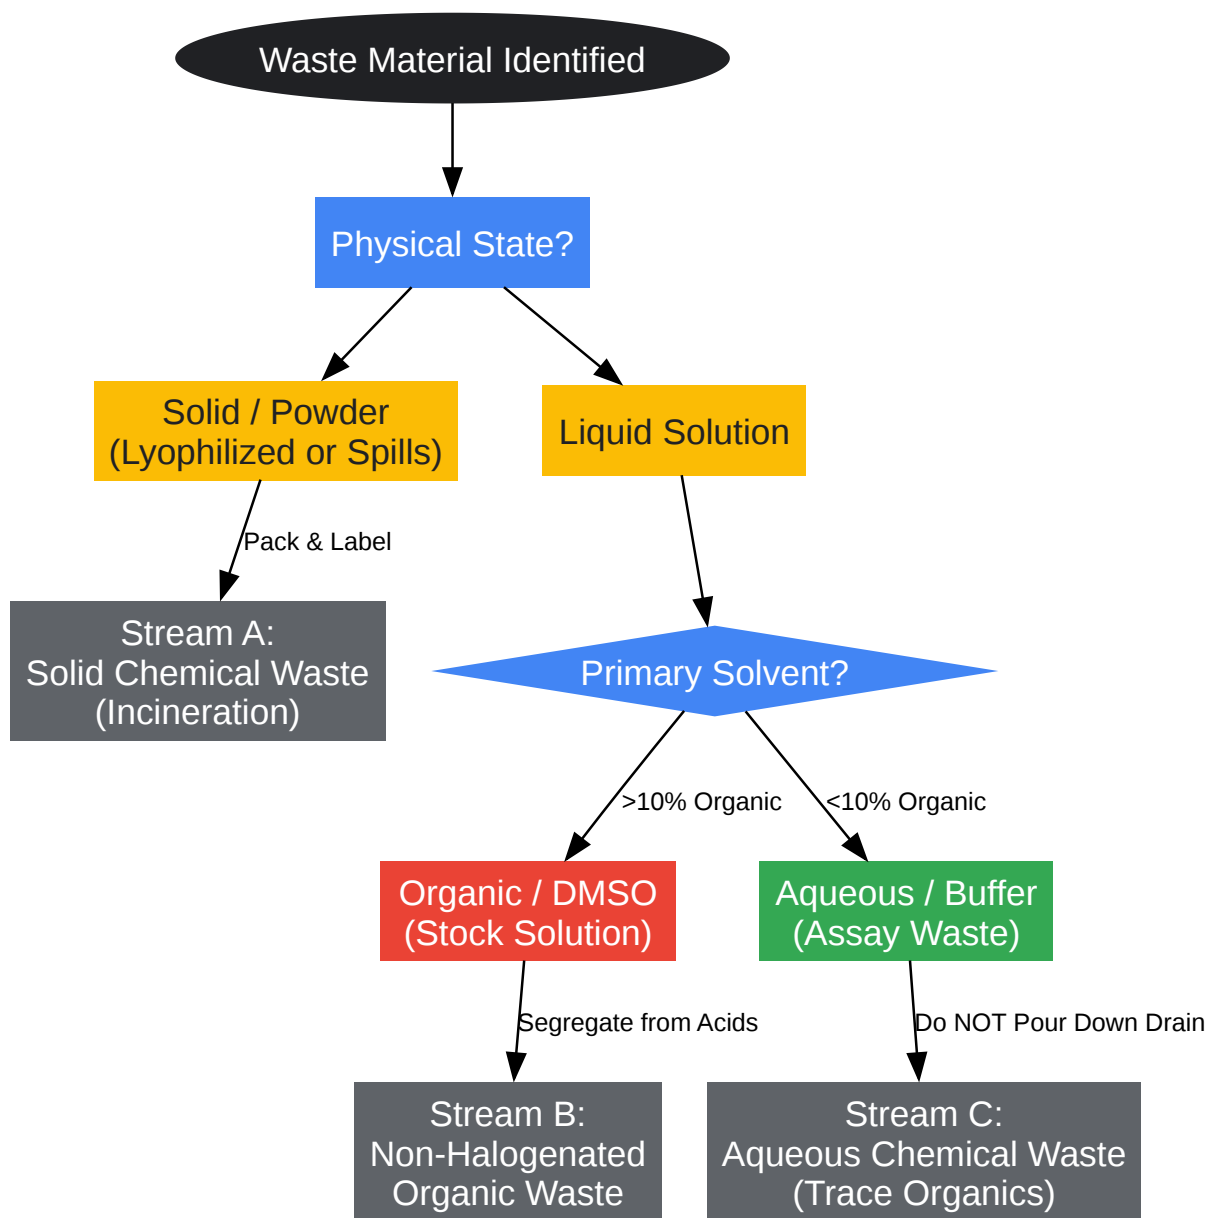 Waste Material Identified
Physical State?
Solid / Powder
(Lyophilized or Spills)
Liquid Solution
Pack & Label
Stream A:
Solid Chemical Waste
(Incineration)
Primary Solvent?
>10% Organic
<10% Organic
Organic / DMSO
(Stock Solution)
Aqueous / Buffer
(Assay Waste)
Segregate from Acids
Do NOT Pour Down Drain
Stream B:
Non-Halogenated
Organic Waste
Stream C:
Aqueous Chemical Waste
(Trace Organics)